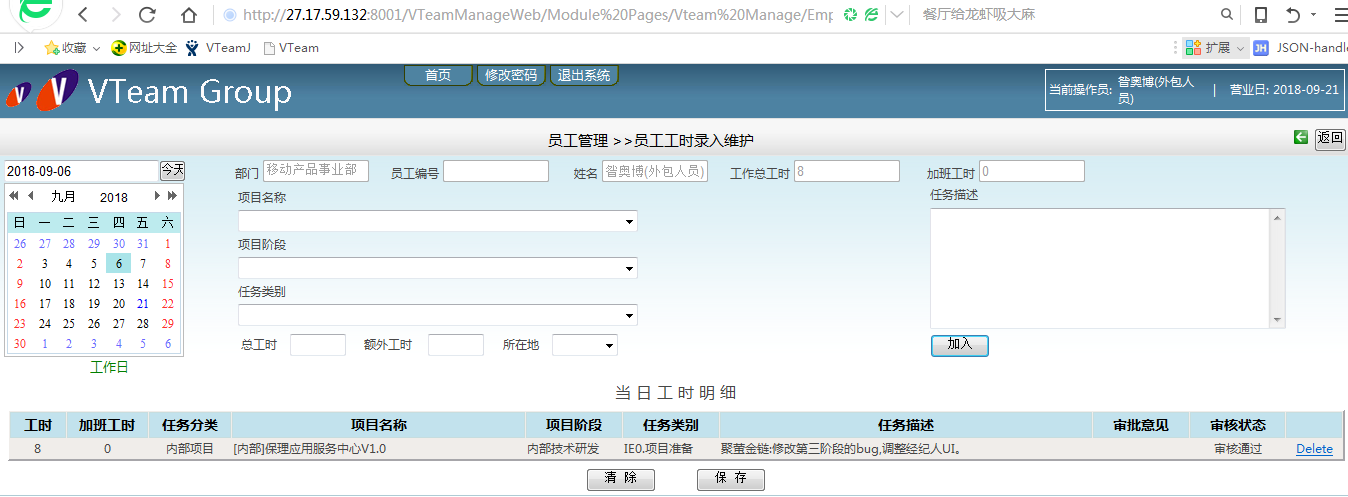 http://27.17.59.132:8001/VTeamManageWeb/Module%20Pages/Vteam%20Manage/Emp 餐厅给龙虾吸大麻
收藏 网址大全 VTeamJ VTeam 扩展 JH JSON-handle
VTeam Group 首页 修改密码 退出系统 当前操作员: 昝奥博(外包人员) | 营业日: 2018-09-21
员工管理 >>员工工时录入维护 返回
2018-09-06 今天 部门 移动产品事业部 员工编号 姓名 昝奥博(外包人员) 工作总工时 8 加班工时 0
九月 2018 项目名称 任务描述
日 一 二 三 四 五 六
26 27 28 29 30 31 1
2 3 4 5 6 7 8
9 10 11 12 13 14 15
16 17 18 19 20 21 22
23 24 25 26 27 28 29
30 1 2 3 4 5 6
工作日
项目阶段
任务类别
总工时 额外工时 所在地 加入
当日工时明细
工时 加班工时 任务分类 项目名称 项目阶段 任务类别 任务描述 审批意见 审核状态
8 0 内部项目 [内部]保理应用服务中心V1.0 内部技术研发 IE0.项目准备 聚萤金链:修改第三阶段的bug,调整经纪人UI。 审核通过 Delete
清 除 保 存